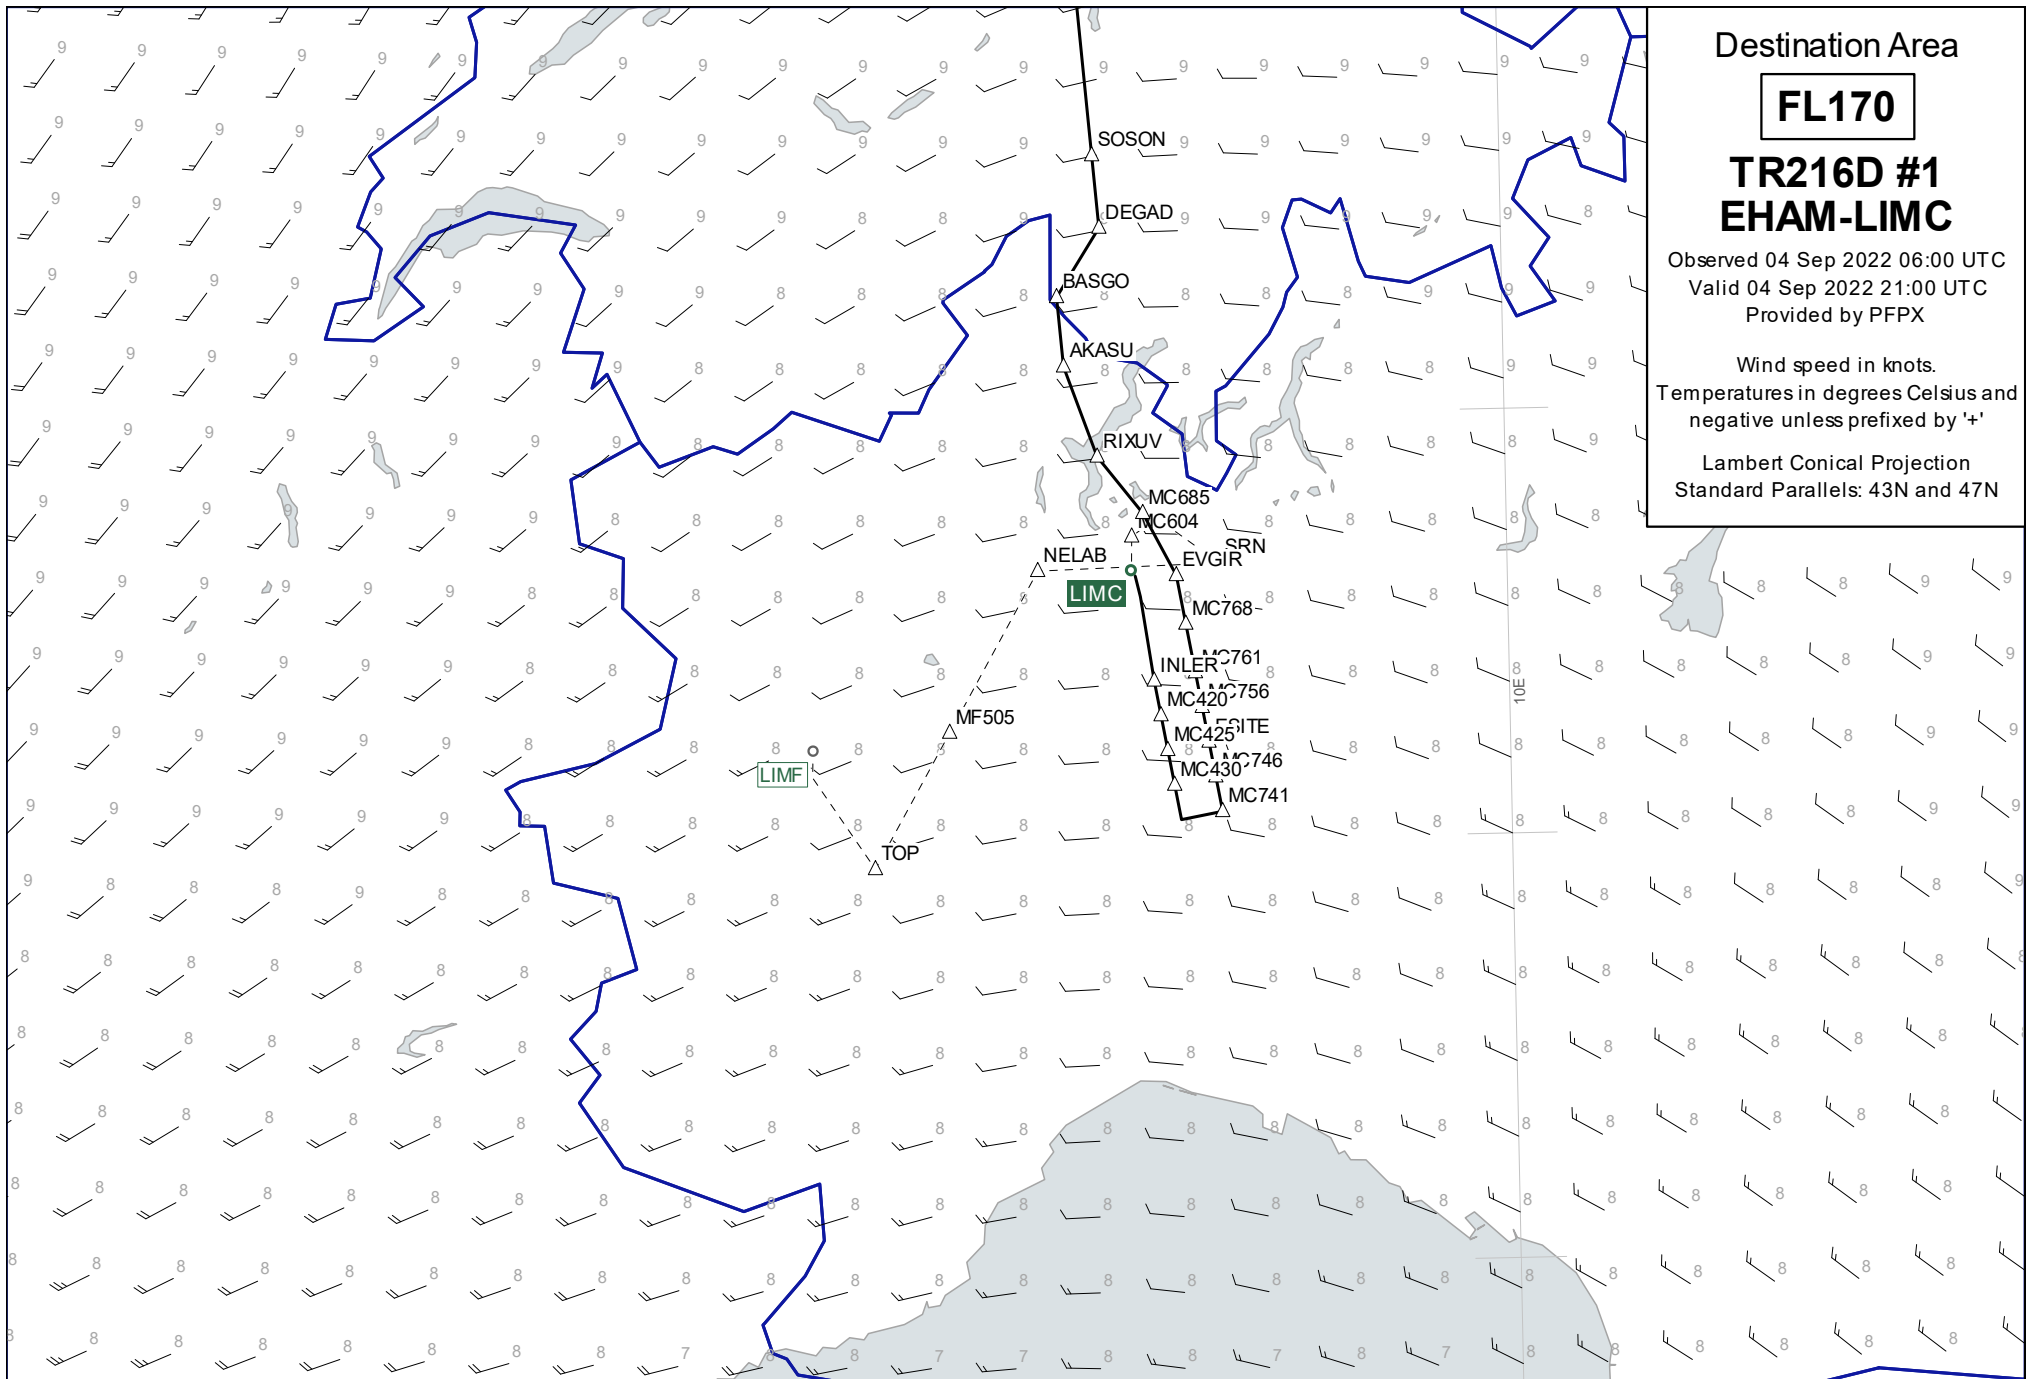 Destination Area
FL170
TR216D #1
EHAM-LIMC
Observed 04 Sep 2022 06:00 UTC
Valid 04 Sep 2022 21:00 UTC
Provided by PFPX
Wind speed in knots.
Temperatures in degrees Celsius and
negative unless prefixed by '+'
Lambert Conical Projection
Standard Parallels: 43N and 47N
SOSON
DEGAD
BASGO
AKASU
RIXUV
MC685
MC604
SRN
NELAB
EVGIR
LIMC
MC768
MC761
INLER
MC756
MC420
10E
MF505
ESITE
MC425
MC746
MC430
LIMF
MC741
TOP